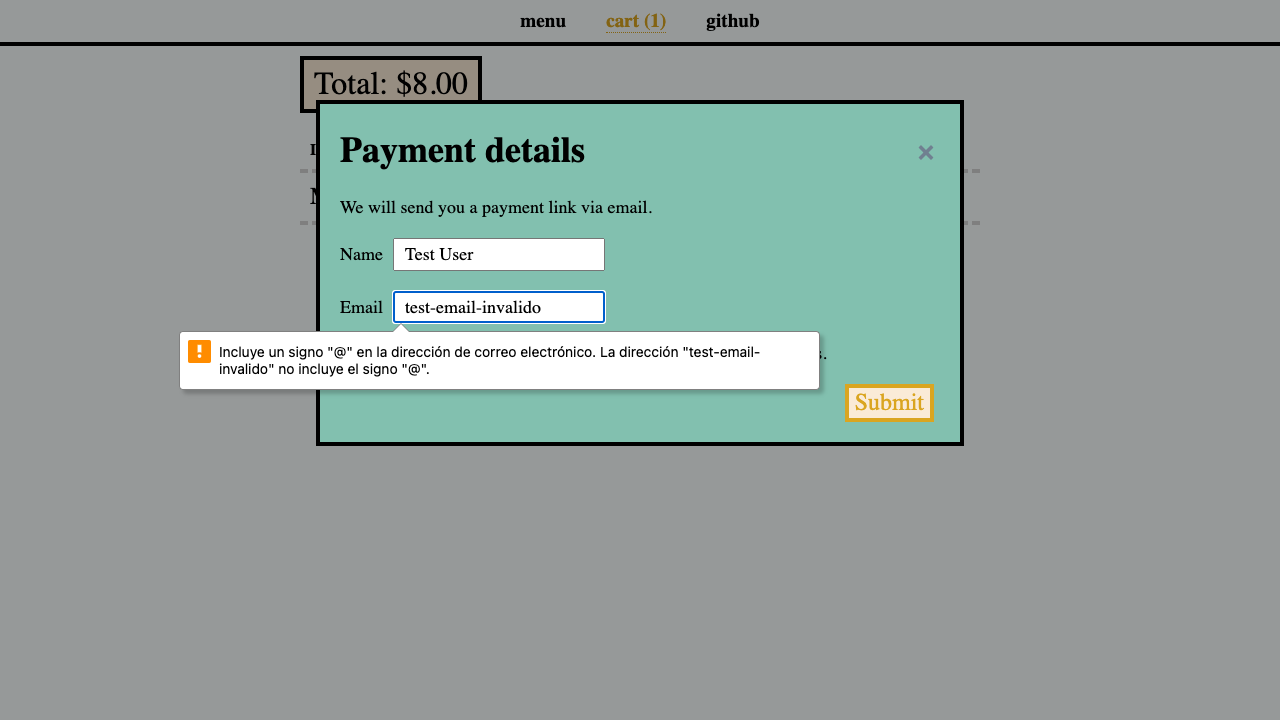 menu cart (1) github
Total: $8.00
Payment details
×
We will send you a payment link via email.
Name Test User
Email test-email-invalido
Incluye un signo "@" en la dirección de correo electrónico. La dirección "test-email-
invalido" no incluye el signo "@".
Submit